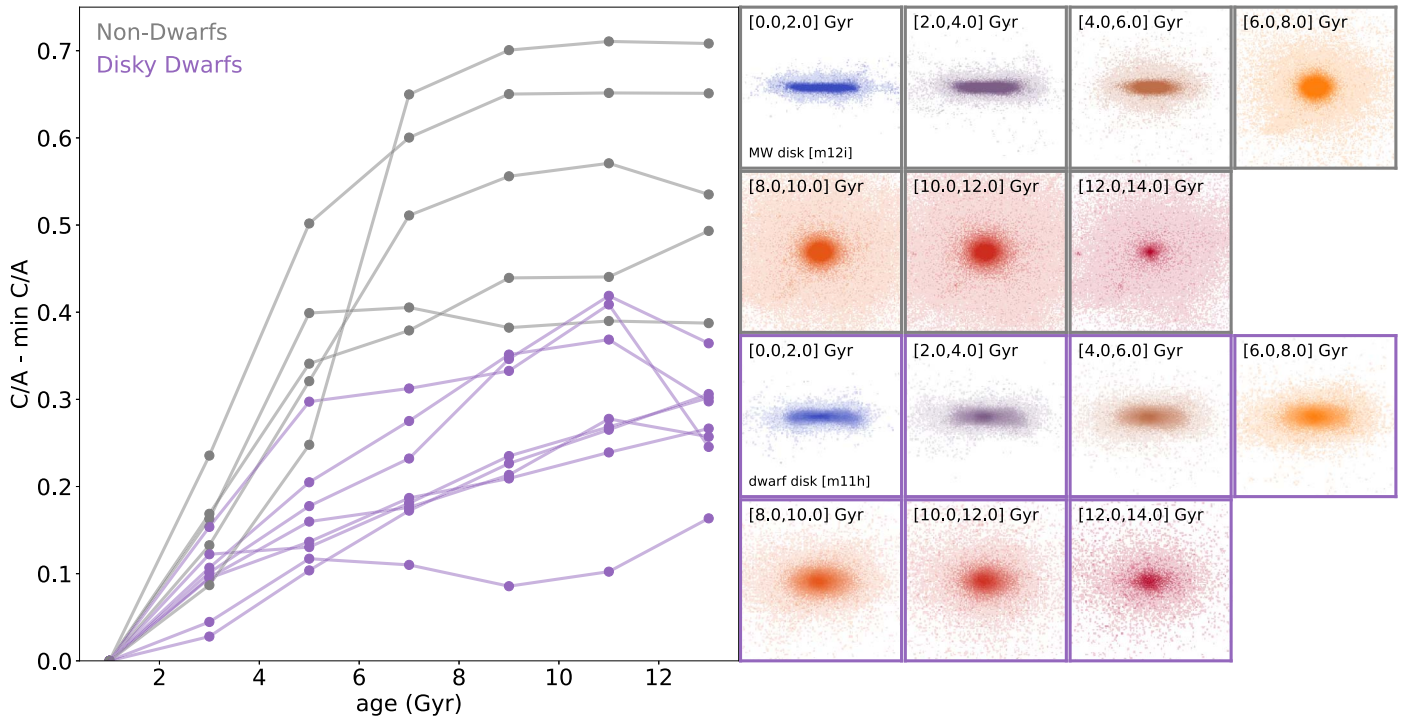 Non-Dwarfs
Disky Dwarfs
C/A - min C/A
0.7
0.6
0.5
0.4
0.3
0.2
0.1
0.0
2 4 6 8 10 12
age (Gyr)
[0.0,2.0] Gyr [2.0,4.0] Gyr [4.0,6.0] Gyr [6.0,8.0] Gyr
MW disk [m12i]
[8.0,10.0] Gyr [10.0,12.0] Gyr [12.0,14.0] Gyr
[0.0,2.0] Gyr [2.0,4.0] Gyr [4.0,6.0] Gyr [6.0,8.0] Gyr
dwarf disk [m11h]
[8.0,10.0] Gyr [10.0,12.0] Gyr [12.0,14.0] Gyr